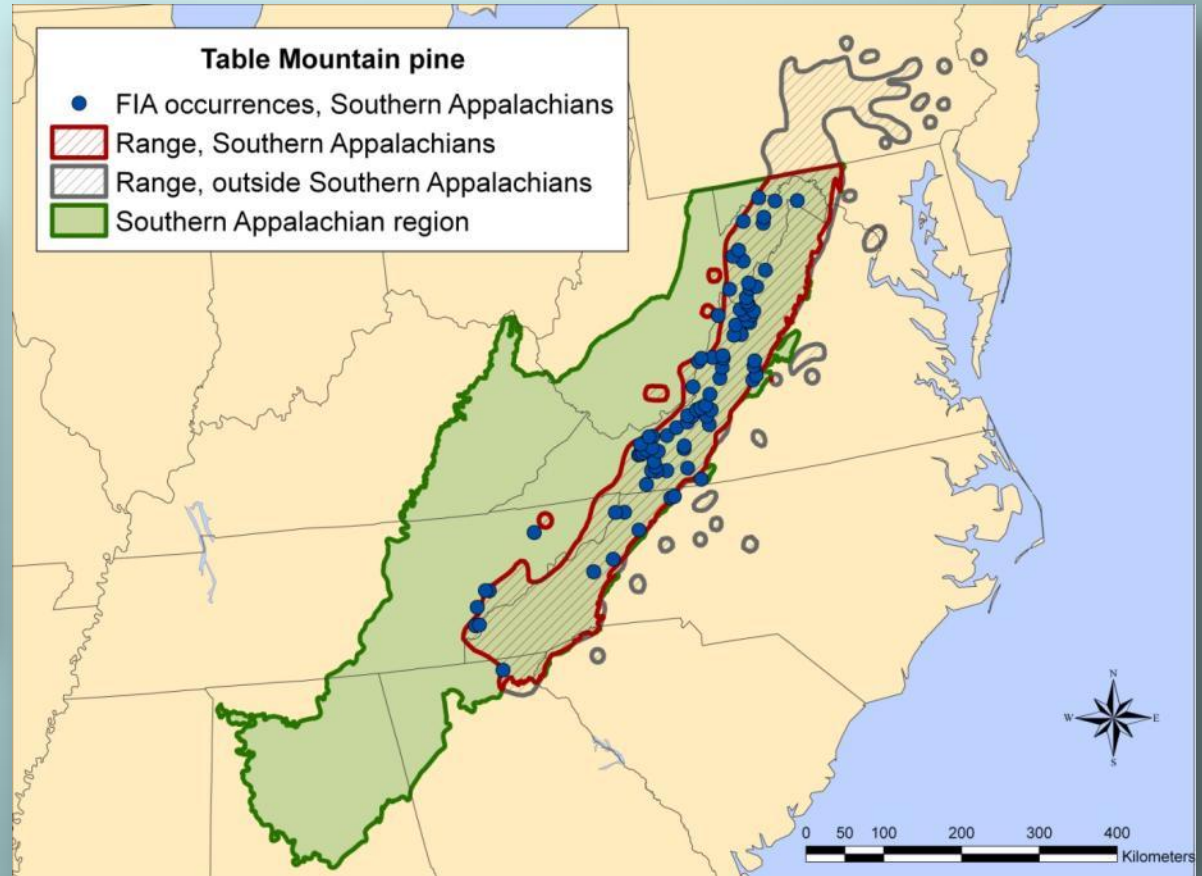 Table Mountain pine
FIA occurrences, Southern Appalachians
Range, Southern Appalachians
Range, outside Southern Appalachians
Southern Appalachian region
N
W E
S
0 50 100 200 300 400
Kilometers